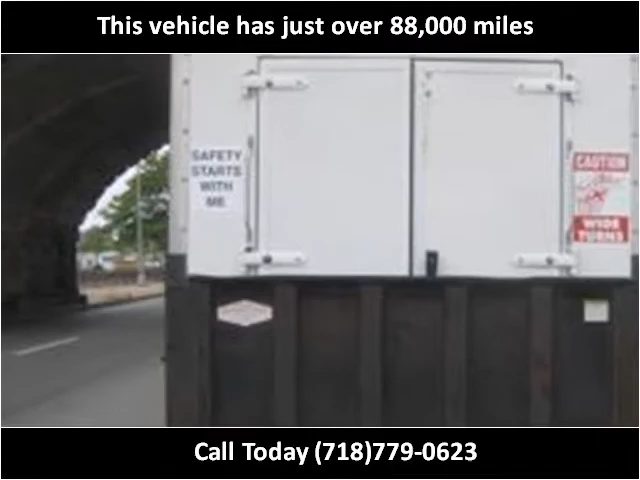 This vehicle has just over 88,000 miles
SAFETY
STARTS
WITH
ME
CAUTION
WIDE
TURNS
Call Today (718)779-0623